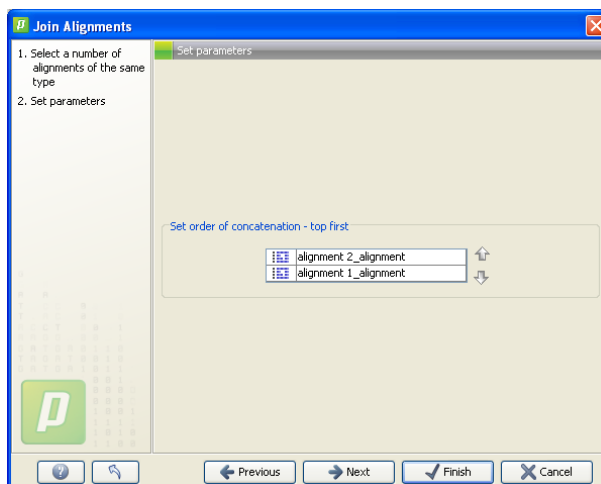 Join Alignments
1. Select a number of
alignments of the same
type
2. Set parameters
Set parameters
Set order of concatenation - top first
alignment 2_alignment
alignment 1_alignment
Previous
Next
Finish
Cancel